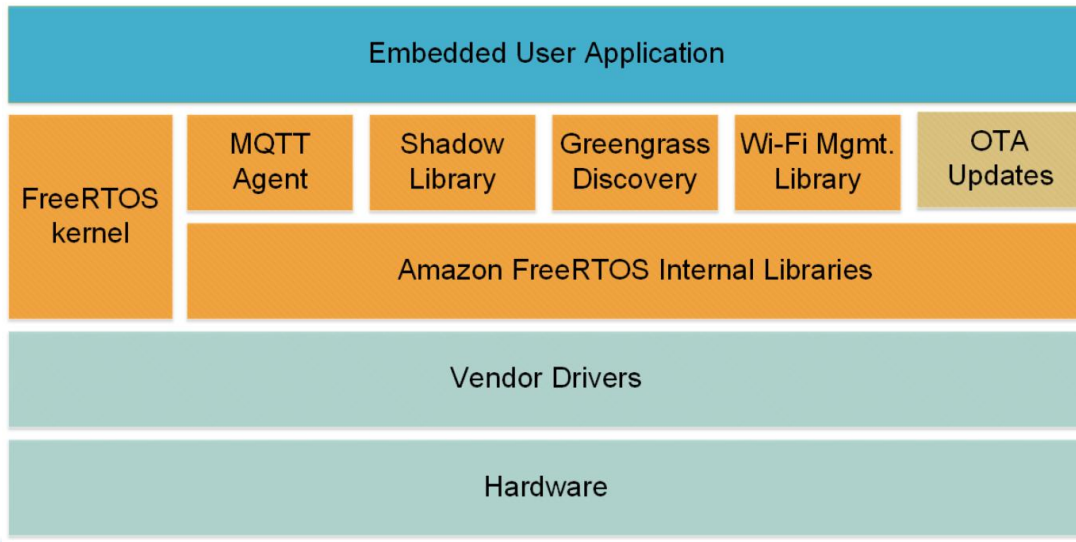 Embedded User Application
FreeRTOS
kernel
MQTT
Agent
Shadow
Library
Greengrass
Discovery
Wi-Fi Mgmt.
Library
OTA
Updates
Amazon FreeRTOS Internal Libraries
Vendor Drivers
Hardware